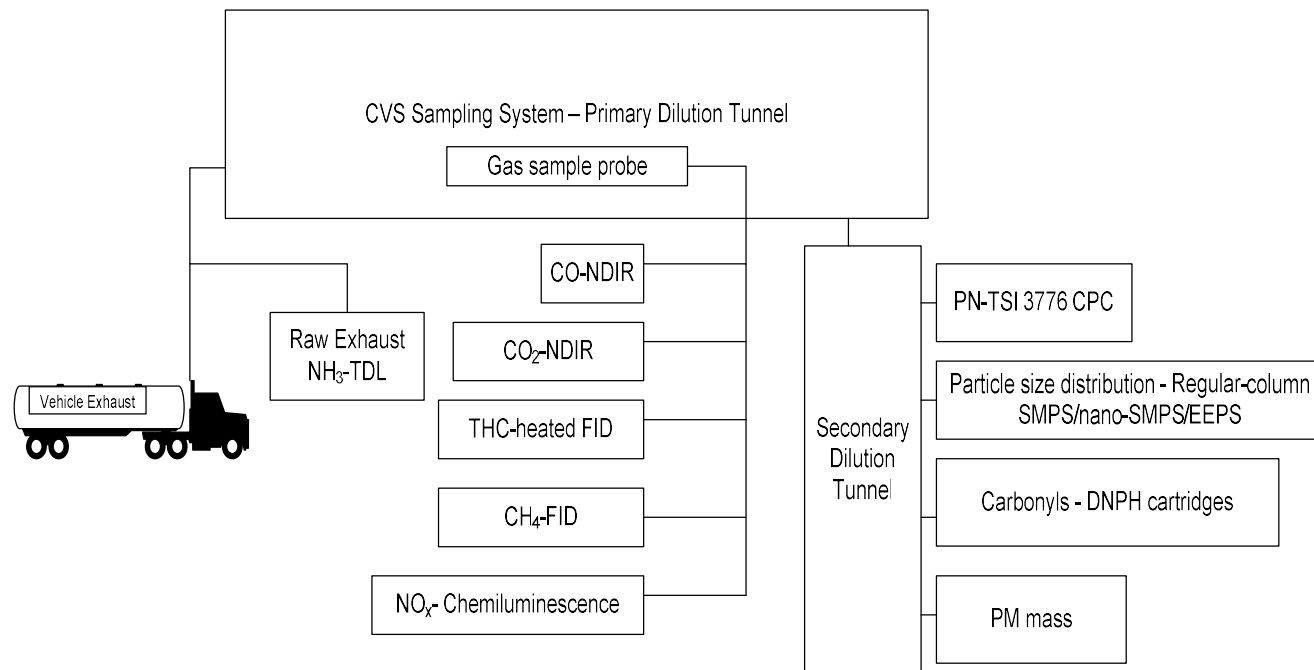 CVS Sampling System – Primary Dilution Tunnel
Gas sample probe
CO-NDIR
CO₂-NDIR
THC-heated FID
CH₄-FID
NOₓ- Chemiluminescence
Raw Exhaust
NH₃-TDL
Vehicle Exhaust
Secondary
Dilution
Tunnel
PN-TSI 3776 CPC
Particle size distribution - Regular-column
SMPS/nano-SMPS/EEPS
Carbonyls - DNPH cartridges
PM mass